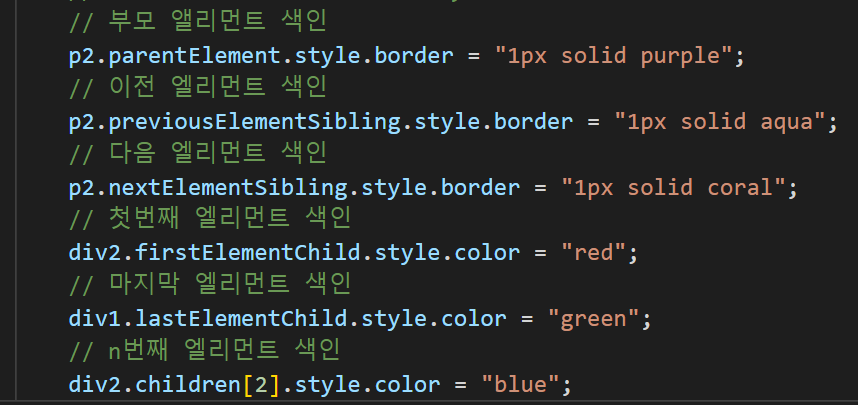 // 부모 앨리먼트 색인
p2.parentElement.style.border = "1px solid purple";
// 이전 엘리먼트 색인
p2.previousElementSibling.style.border = "1px solid aqua";
// 다음 엘리먼트 색인
p2.nextElementSibling.style.border = "1px solid coral";
// 첫번째 엘리먼트 색인
div2.firstElementChild.style.color = "red";
// 마지막 엘리먼트 색인
div1.lastElementChild.style.color = "green";
// n번째 엘리먼트 색인
div2.children[2].style.color = "blue";